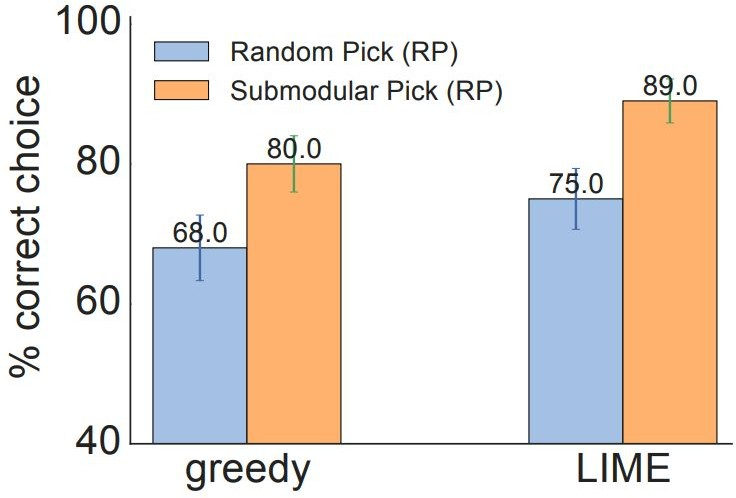 100
Random Pick (RP)
Submodular Pick (RP)
89.0
80.0
80
75.0
68.0
60
40
% correct choice
greedy
LIME